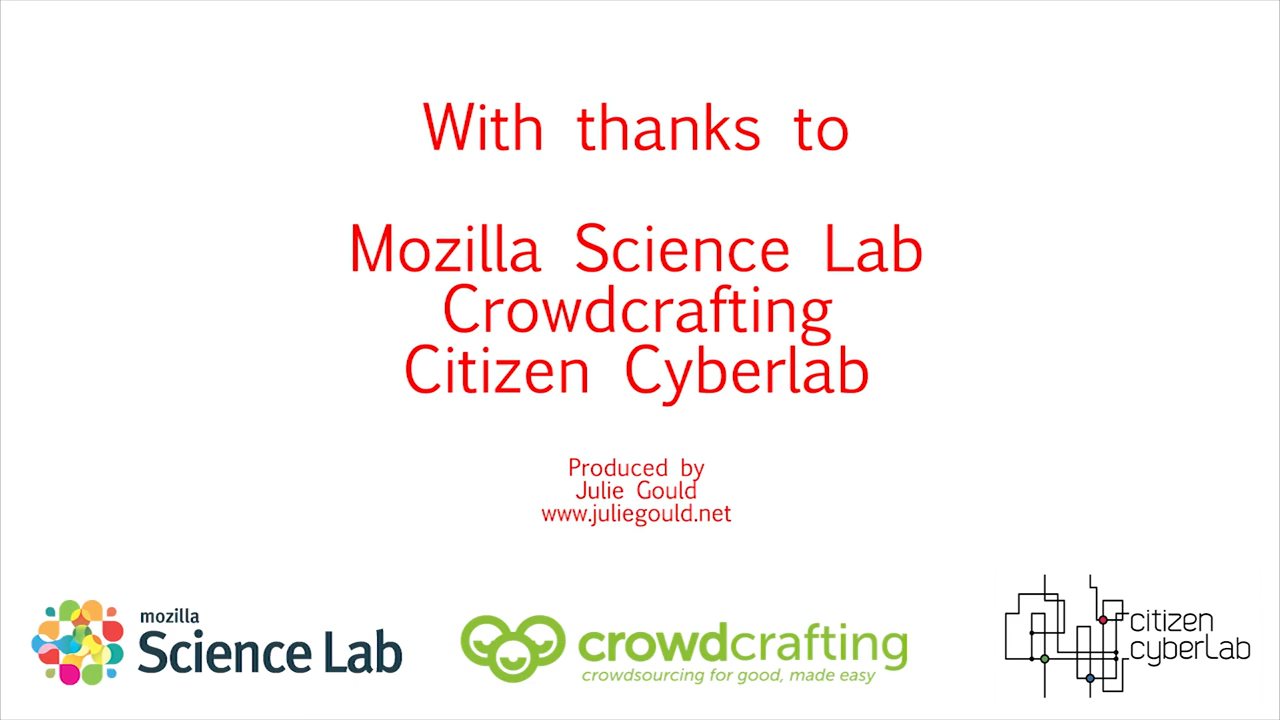 With thanks to
Mozilla Science Lab
Crowdcrafting
Citizen Cyberlab
Produced by
Julie Gould
www.juliegould.net
mozilla
Science Lab
crowdcrafting
crowdsourcing for good, made easy
citizen
cyberlab